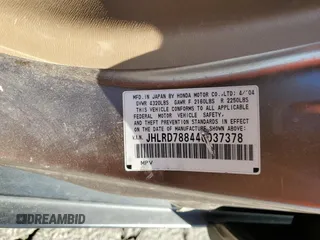 MFD. IN JAPAN BY HONDA MOTOR CO.,LTD. 4/'04
GVWR 4320LBS GAWR F 2160LBS R 2250LBS
THIS VEHICLE CONFORMS TO ALL APPLICABLE
FEDERAL MOTOR VEHICLE SAFETY,
AND THEFT PREVENTION STANDARDS IN EFFECT
ON THE DATE OF MANUFACTURE SHOWN ABOVE.
V.I.N.
MPV
DREAMBID